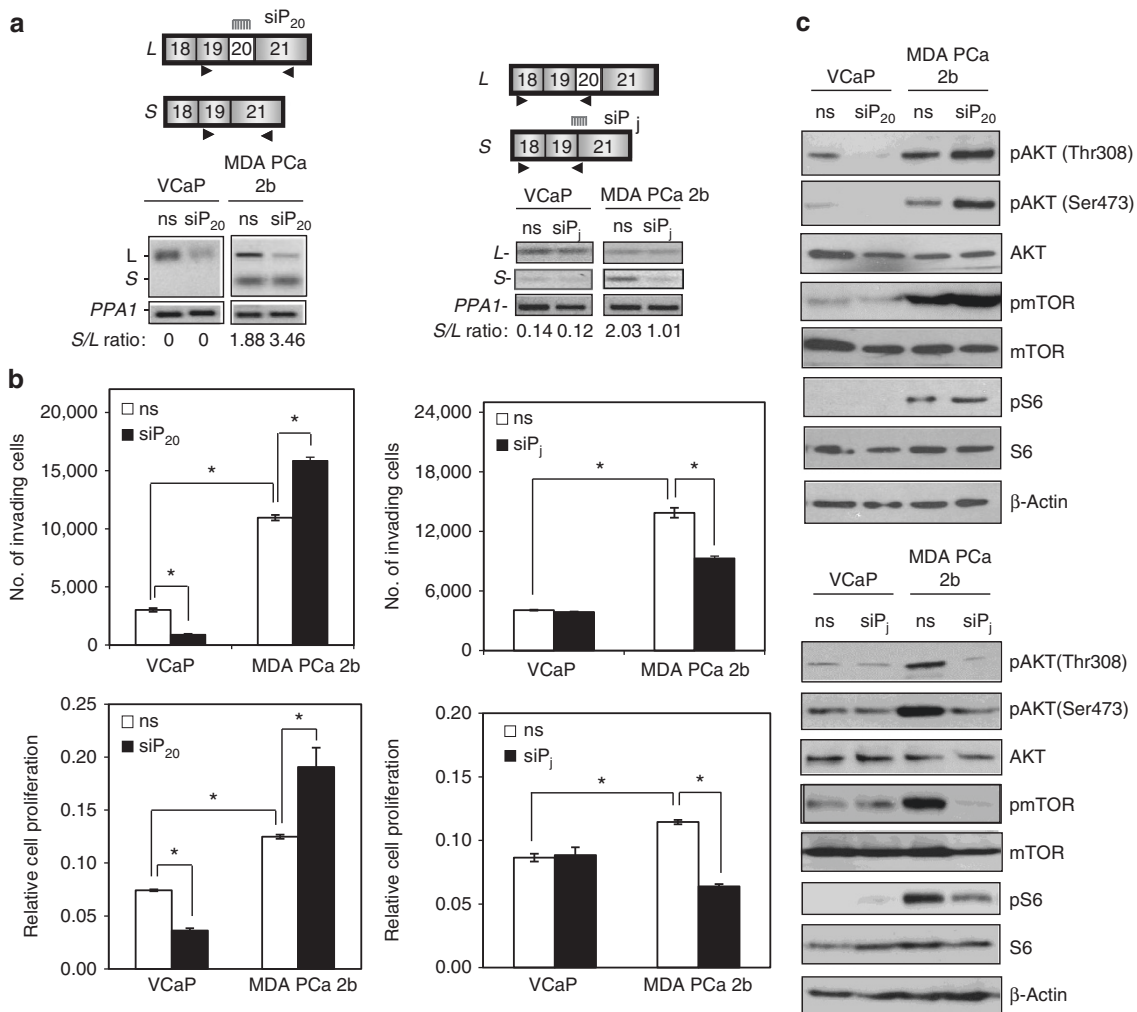 a
siP20
L 18 19 20 21
S 18 19 21
VCaP
MDA PCa 2b
ns siP20 ns siP20
L
S
PPA1
S/L ratio: 0 0 1.88 3.46
L 18 19 20 21
siPj
S 18 19 21
VCaP MDA PCa 2b
ns siPj ns siPj
L-
S-
PPA1-
S/L ratio: 0.14 0.12 2.03 1.01
b
No. of invading cells
20,000
15,000
10,000
5,000
0
ns
siP20
*
*
*
VCaP MDA PCa 2b
No. of invading cells
24,000
18,000
12,000
6,000
0
ns
siPj
*
*
VCaP MDA PCa 2b
Relative cell proliferation
0.25
0.20
0.15
0.10
0.05
0.00
ns
siP20
*
*
*
VCaP MDA PCa 2b
Relative cell proliferation
0.20
0.15
0.10
0.05
0.00
ns
siPj
*
*
VCaP MDA PCa 2b
c
VCaP
MDA PCa
2b
ns siP20 ns siP20
pAKT (Thr308)
pAKT (Ser473)
AKT
pmTOR
mTOR
pS6
S6
β-Actin
VCaP
MDA PCa
2b
ns siPj ns siPj
pAKT(Thr308)
pAKT(Ser473)
AKT
pmTOR
mTOR
pS6
S6
β-Actin